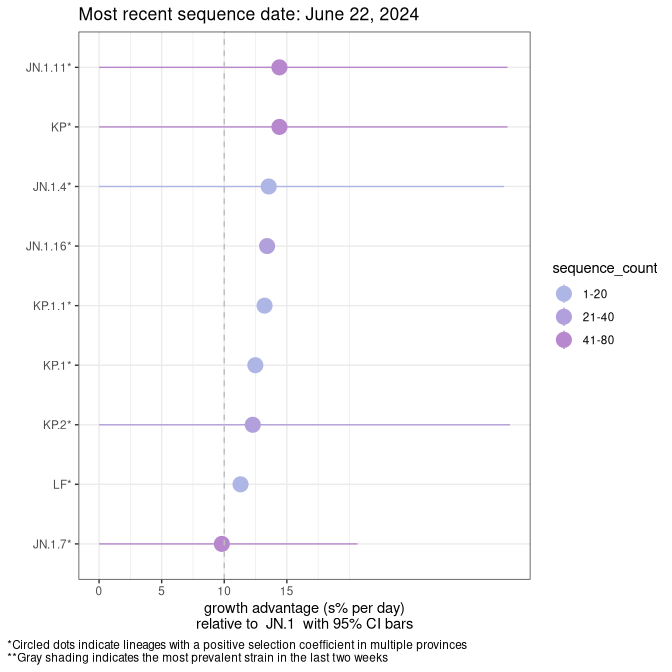 Most recent sequence date: June 22, 2024
JN.1.11*
KP*
JN.1.4*
JN.1.16*
KP.1.1*
KP.1*
KP.2*
LF*
JN.1.7*
0 5 10 15
growth advantage (s% per day)
relative to JN.1 with 95% CI bars
sequence_count
1-20
21-40
41-80
*Circled dots indicate lineages with a positive selection coefficient in multiple provinces
**Gray shading indicates the most prevalent strain in the last two weeks